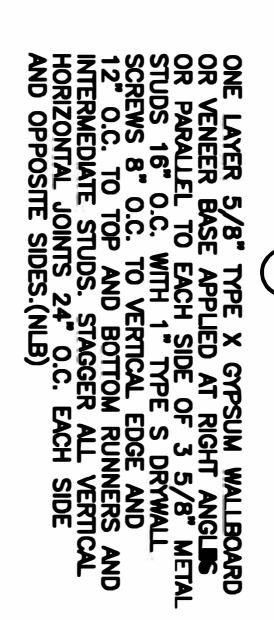 ONE LAYER 5/8" TYPE X GYPSUM WALLBOARD
OR VENEER BASE APPLIED AT RIGHT ANGLES
OR PARALLEL TO EACH SIDE OF 3 5/8" METAL
STUDS 16" O.C. WITH 1" TYPE S DRYWALL
SCREWS 8" O.C. TO VERTICAL EDGE AND
12" O.C. TO TOP AND BOTTOM RUNNERS AND
INTERMEDIATE STUDS. STAGGER ALL VERTICAL
HORIZONTAL JOINTS 24" O.C. EACH SIDE
AND OPPOSITE SIDES.(NLB)